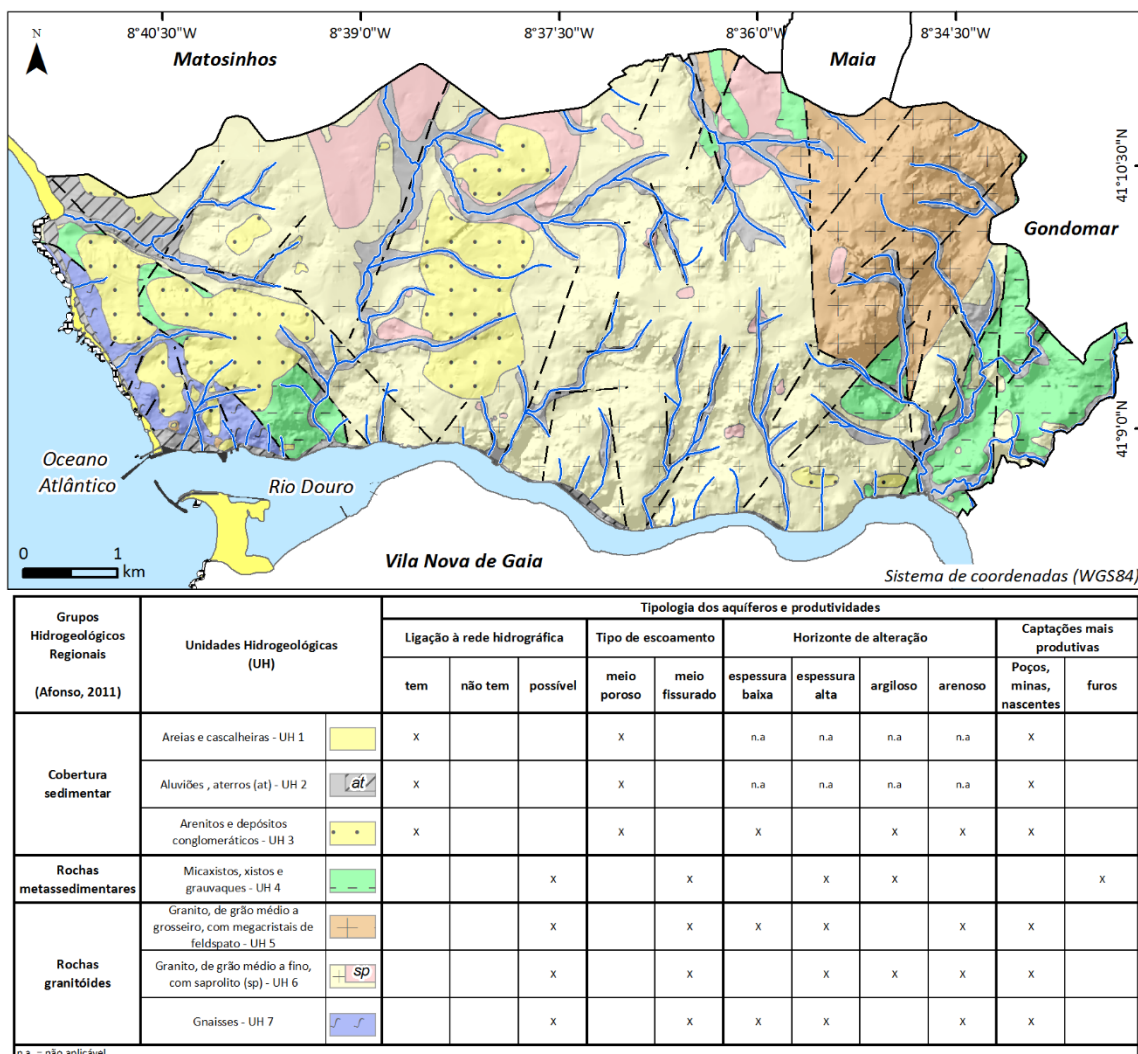 8°40'30"W 8°39'0"W 8°37'30"W 8°36'0"W 8°34'30"W
N
Matosinhos
Maia
41°10'30"N
Gondomar
41°9'0"N
Oceano
Atlântico
Rio Douro
0 1
km
Vila Nova de Gaia
Sistema de coordenadas (WGS84)
Grupos
Hidrogeológicos
Regionais
(Afonso, 2011)
Unidades Hidrogeológicas
(UH)
Tipologia dos aquíferos e produtividades
Ligação à rede hidrográfica
Tipo de escoamento
Horizonte de alteração
Captações mais
produtivas
tem
não tem
possível
meio
poroso
meio
fissurado
espessura
baixa
espessura
alta
argiloso
arenoso
Poços,
minas,
nascentes
furos
Cobertura
sedimentar
Areias e cascalheiras - UH 1
X X n.a n.a n.a n.a X
Aluviões , aterros (at) - UH 2
at
X X n.a n.a n.a n.a X
Arenitos e depósitos
conglomeráticos - UH 3
X X X X X X
Rochas
metassedimentares
Micaxistos, xistos e
grauvaques - UH 4
X X X X X
Rochas
granitóides
Granito, de grão médio a
grosseiro, com megacristais de
feldspato - UH 5
X X X X X X
Granito, de grão médio a fino,
com saprolito (sp) - UH 6
sp
X X X X X X
Gnaisses - UH 7
X X X X X X
n.a. = não aplicável